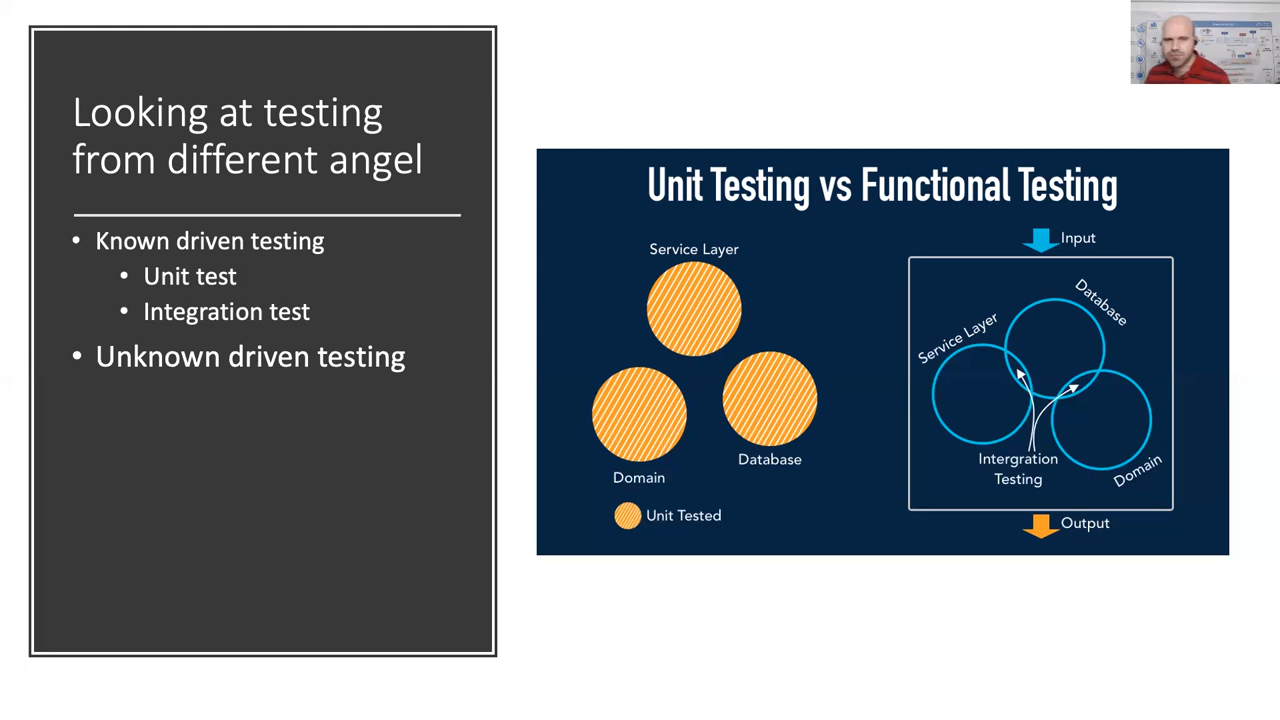 Looking at testing
from different angel
• Known driven testing
• Unit test
• Integration test
• Unknown driven testing
Unit Testing vs Functional Testing
Service Layer
Domain
Database
Unit Tested
Input
Service Layer
Database
Intergration
Testing
Domain
Output